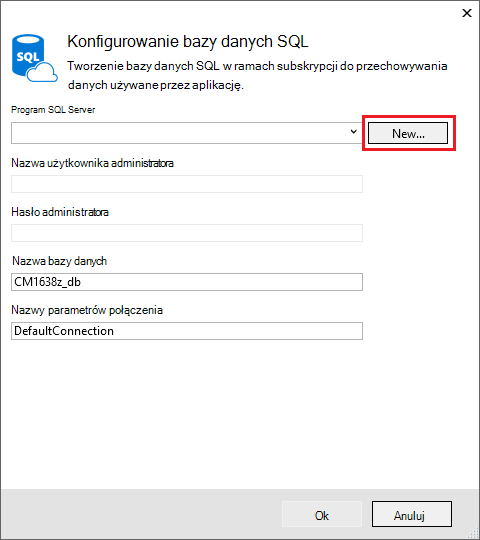 Konfigurowanie bazy danych SQL
SQL
Tworzenie bazy danych SQL w ramach subskrypcji do przechowywania
danych używane przez aplikację.
Program SQL Server
New...
Nazwa użytkownika administratora
Hasło administratora
Nazwa bazy danych
CM1638z_db
Nazwy parametrów połączenia
DefaultConnection
Ok
Anuluj